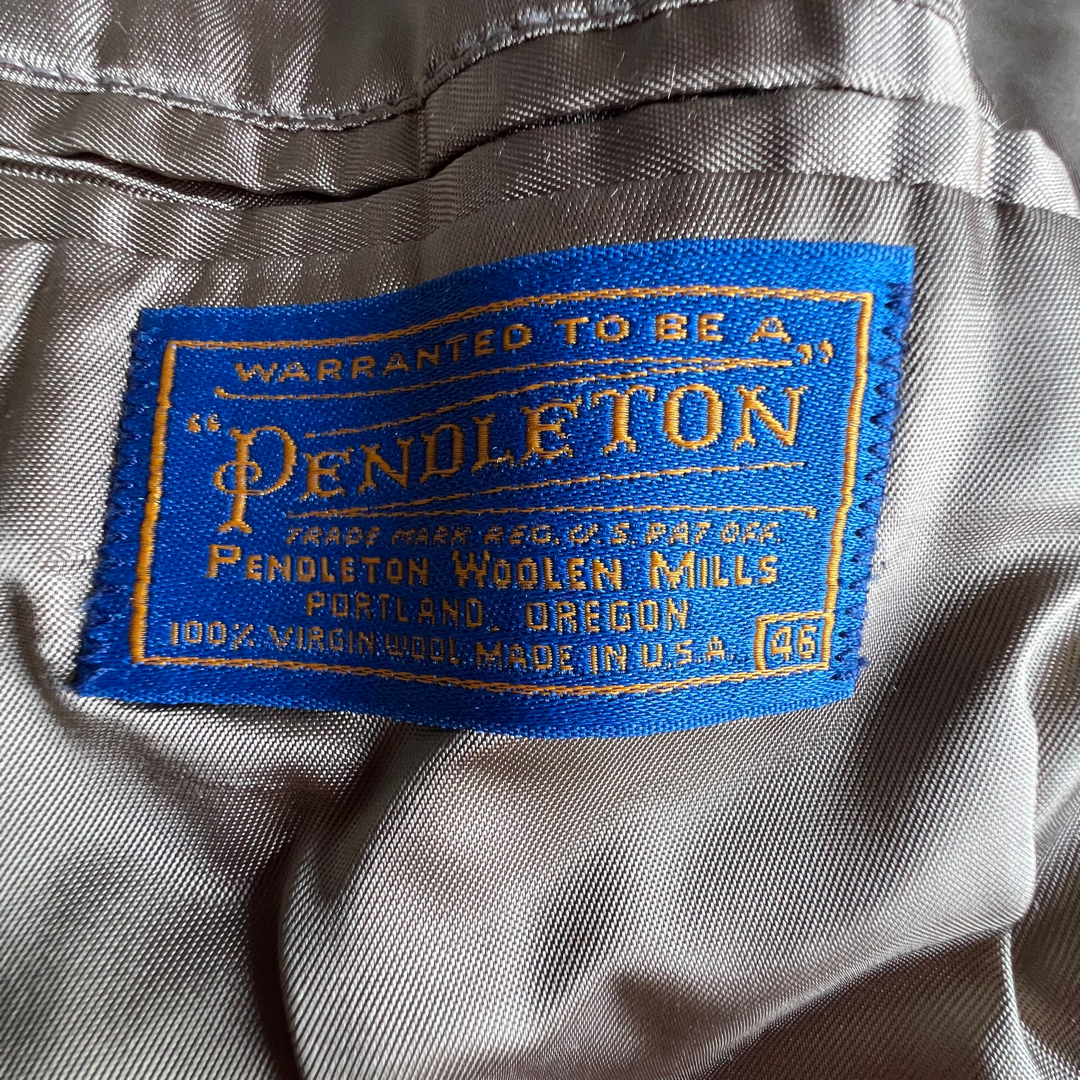 WARRANTED TO BE A
"PENDLETON"
TRADE MARK REG. U.S. PAT OFF.
PENDLETON WOOLEN MILLS
PORTLAND, OREGON
100% VIRGIN WOOL MADE IN U.S.A. 46